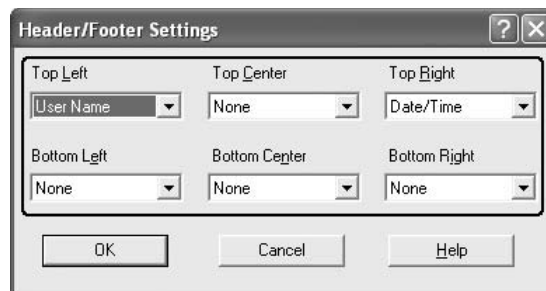 Header/Footer Settings
Top Left Top Center Top Right
User Name None Date/Time
Bottom Left Bottom Center Bottom Right
None None None
OK Cancel Help